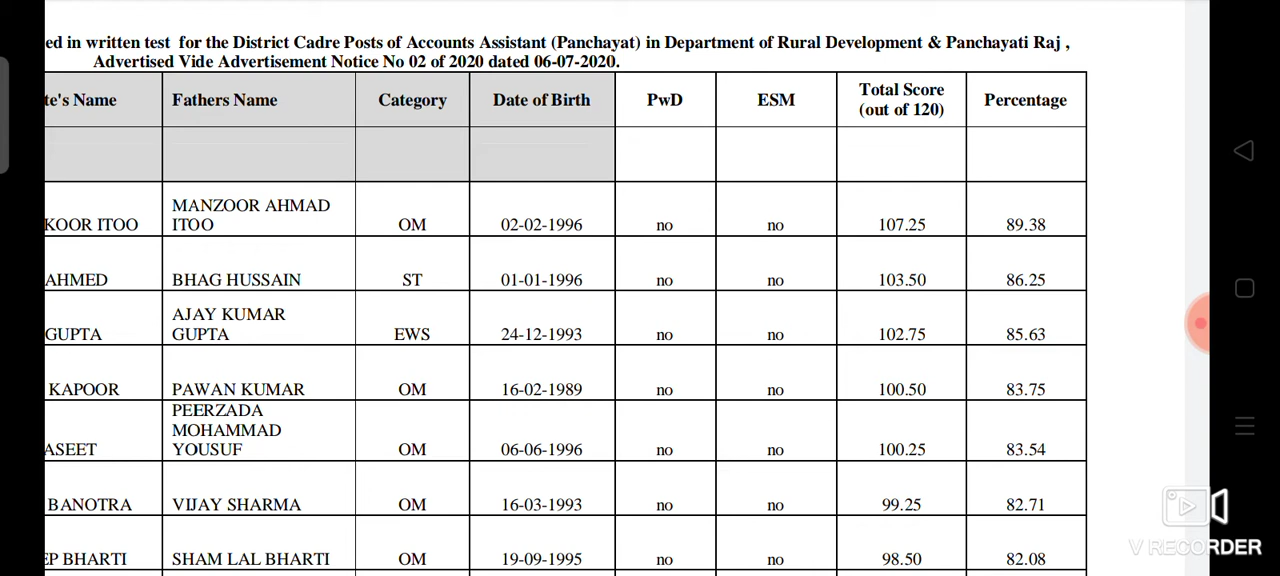 ed in written test for the District Cadre Posts of Accounts Assistant (Panchayat) in Department of Rural Development & Panchayati Raj ,
Advertised Vide Advertisement Notice No 02 of 2020 dated 06-07-2020.
te's Name Fathers Name Category Date of Birth PwD ESM Total Score (out of 120) Percentage
KOOR ITOO MANZOOR AHMAD ITOO OM 02-02-1996 no no 107.25 89.38
AHMED BHAG HUSSAIN ST 01-01-1996 no no 103.50 86.25
GUPTA AJAY KUMAR GUPTA EWS 24-12-1993 no no 102.75 85.63
KAPOOR PAWAN KUMAR OM 16-02-1989 no no 100.50 83.75
ASEET PEERZADA MOHAMMAD YOUSUF OM 06-06-1996 no no 100.25 83.54
BANOTRA VIJAY SHARMA OM 16-03-1993 no no 99.25 82.71
EP BHARTI SHAM LAL BHARTI OM 19-09-1995 no no 98.50 82.08
V RECORDER